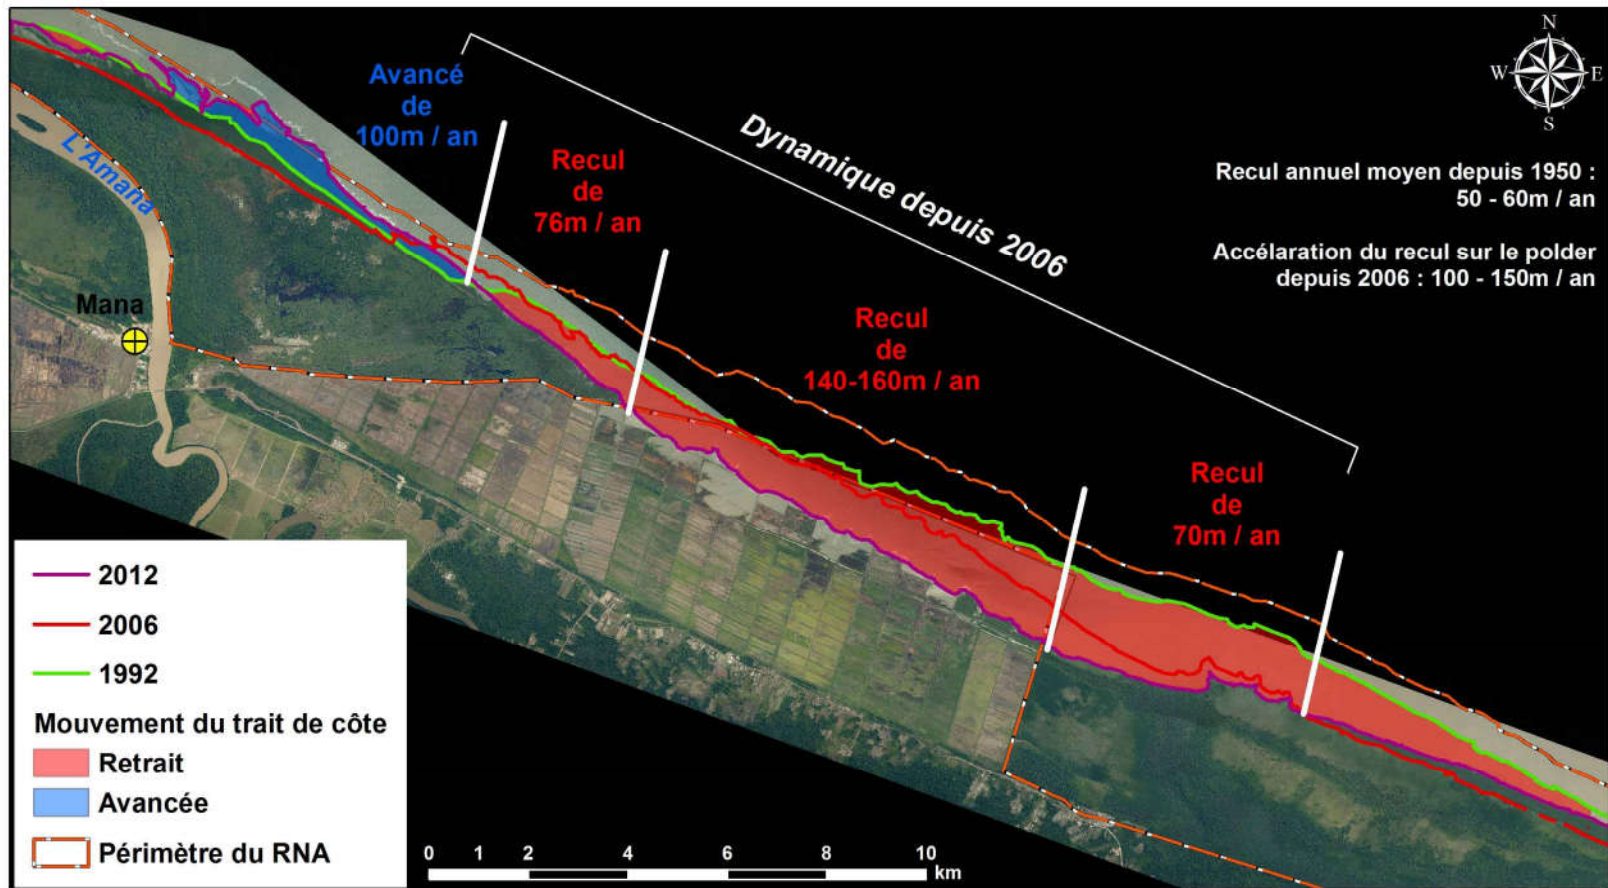 Avancé
de
100m / an
Recul
de
76m / an
Dynamique depuis 2006
Recul
de
140-160m / an
Recul
de
70m / an
N
W
E
S
Recul annuel moyen depuis 1950 :
50 - 60m / an
Accélaration du recul sur le polder
depuis 2006 : 100 - 150m / an
L'Amana
Mana
2012
2006
1992
Mouvement du trait de côte
Retrait
Avancée
Périmètre du RNA
0 1 2 4 6 8 10
km